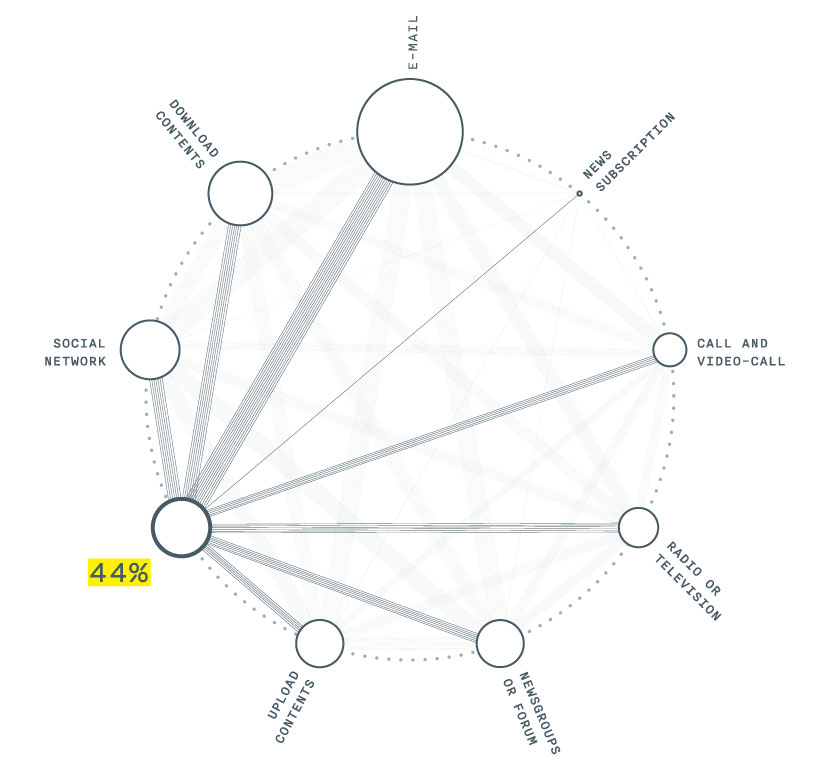 E-MAIL
NEWS
SUBSCRIPTION
CALL AND
VIDEO-CALL
RADIO OR
TELEVISION
NEWSGROUPS
OR FORUM
UPLOAD
CONTENTS
44%
SOCIAL
NETWORK
DOWNLOAD
CONTENTS